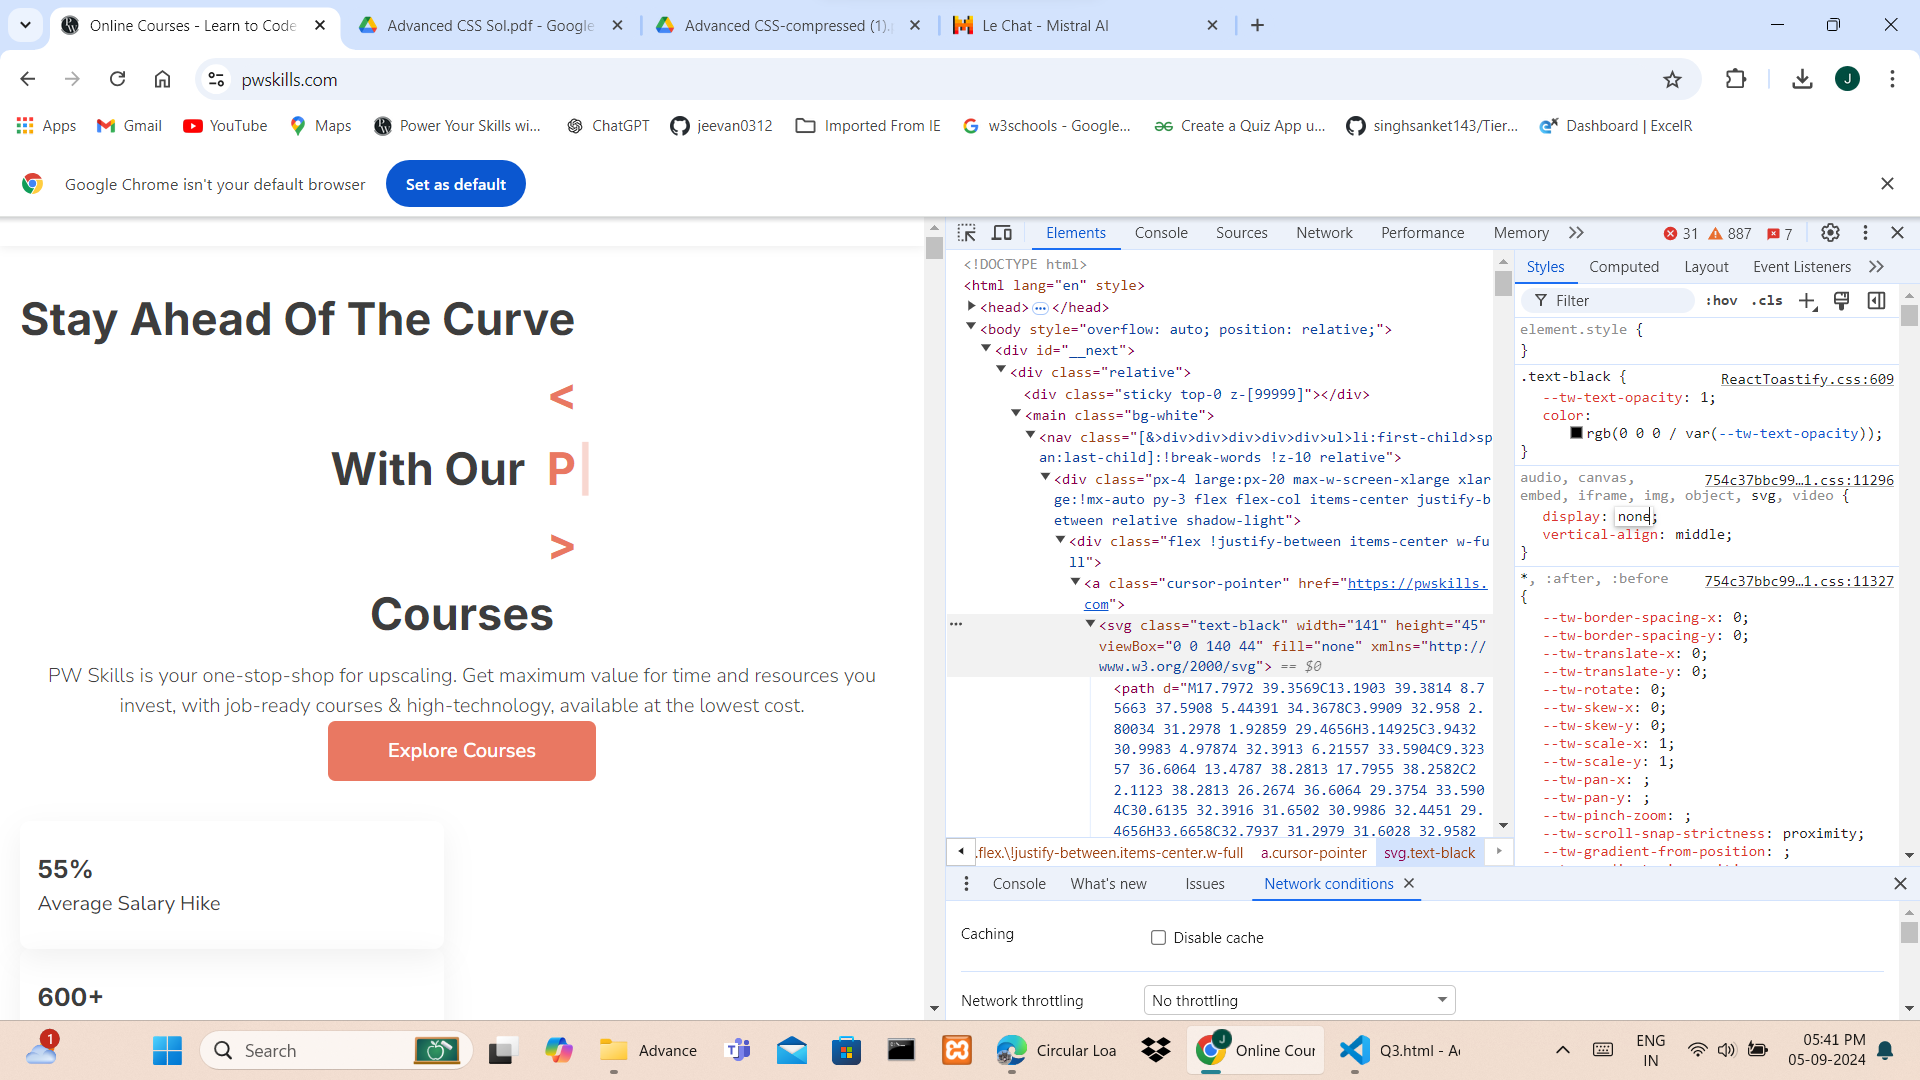 Online Courses - Learn to Code
Advanced CSS Sol.pdf - Google
Advanced CSS-compressed (1).p
Le Chat - Mistral AI
pwskills.com
J
Apps
Gmail
YouTube
Maps
Power Your Skills wi...
ChatGPT
jeevan0312
Imported From IE
w3schools - Google...
Create a Quiz App u...
singhsanket143/Tier...
Dashboard | ExcelR
Google Chrome isn't your default browser
Set as default
Stay Ahead Of The Curve
<
With Our P|
>
Courses
PW Skills is your one-stop-shop for upscaling. Get maximum value for time and resources you
invest, with job-ready courses & high-technology, available at the lowest cost.
Explore Courses
55%
Average Salary Hike
600+
Elements Console Sources Network Performance Memory
31 887 7
<!DOCTYPE html>
<html lang="en" style>
<head> ... </head>
<body style="overflow: auto; position: relative;">
<div id="__next">
<div class="relative">
<div class="sticky top-0 z-[99999]"></div>
<main class="bg-white">
<nav class="[&>div>div>div>div>div>ul>li:first-child>sp
an:last-child]:!break-words !z-10 relative">
<div class="px-4 large:px-20 max-w-screen-xlarge xlar
ge:!mx-auto py-3 flex flex-col items-center justify-b
etween relative shadow-light">
<div class="flex !justify-between items-center w-fu
ll">
<a class="cursor-pointer" href="https://pwskills.
com">
<svg class="text-black" width="141" height="45"
viewBox="0 0 140 44" fill="none" xmlns="http://
www.w3.org/2000/svg"> == $0
<path d="M17.7972 39.3569C13.1903 39.3814 8.7
5663 37.5908 5.44391 34.3678C3.9909 32.958 2.
80034 31.2978 1.92859 29.4656H3.14925C3.9432
30.9983 4.97874 32.3913 6.21557 33.5904C9.323
57 36.6064 13.4787 38.2813 17.7955 38.2582C2
2.1123 38.2813 26.2674 36.6064 29.3754 33.590
4C30.6135 32.3916 31.6502 30.9986 32.4451 29.
4656H33.6658C32.7937 31.2979 31.6028 32.9582
.flex.\!justify-between.items-center.w-full a.cursor-pointer svg.text-black
Styles Computed Layout Event Listeners
Filter :hov .cls
element.style {
}
.text-black { ReactToastify.css:609
--tw-text-opacity: 1;
color:
rgb(0 0 0 / var(--tw-text-opacity));
}
audio, canvas, 754c37bbc99…1.css:11296
embed, iframe, img, object, svg, video {
display: none;
vertical-align: middle;
}
*, :after, :before 754c37bbc99…1.css:11327
{
--tw-border-spacing-x: 0;
--tw-border-spacing-y: 0;
--tw-translate-x: 0;
--tw-translate-y: 0;
--tw-rotate: 0;
--tw-skew-x: 0;
--tw-skew-y: 0;
--tw-scale-x: 1;
--tw-scale-y: 1;
--tw-pan-x: ;
--tw-pan-y: ;
--tw-pinch-zoom: ;
--tw-scroll-snap-strictness: proximity;
--tw-gradient-from-position: ;
Console What's new Issues Network conditions
Caching
Disable cache
Network throttling
No throttling
1
Search
Advance
Circular Loa
J
Online Cour
Q3.html - Ac
ENG
IN
05:41 PM
05-09-2024